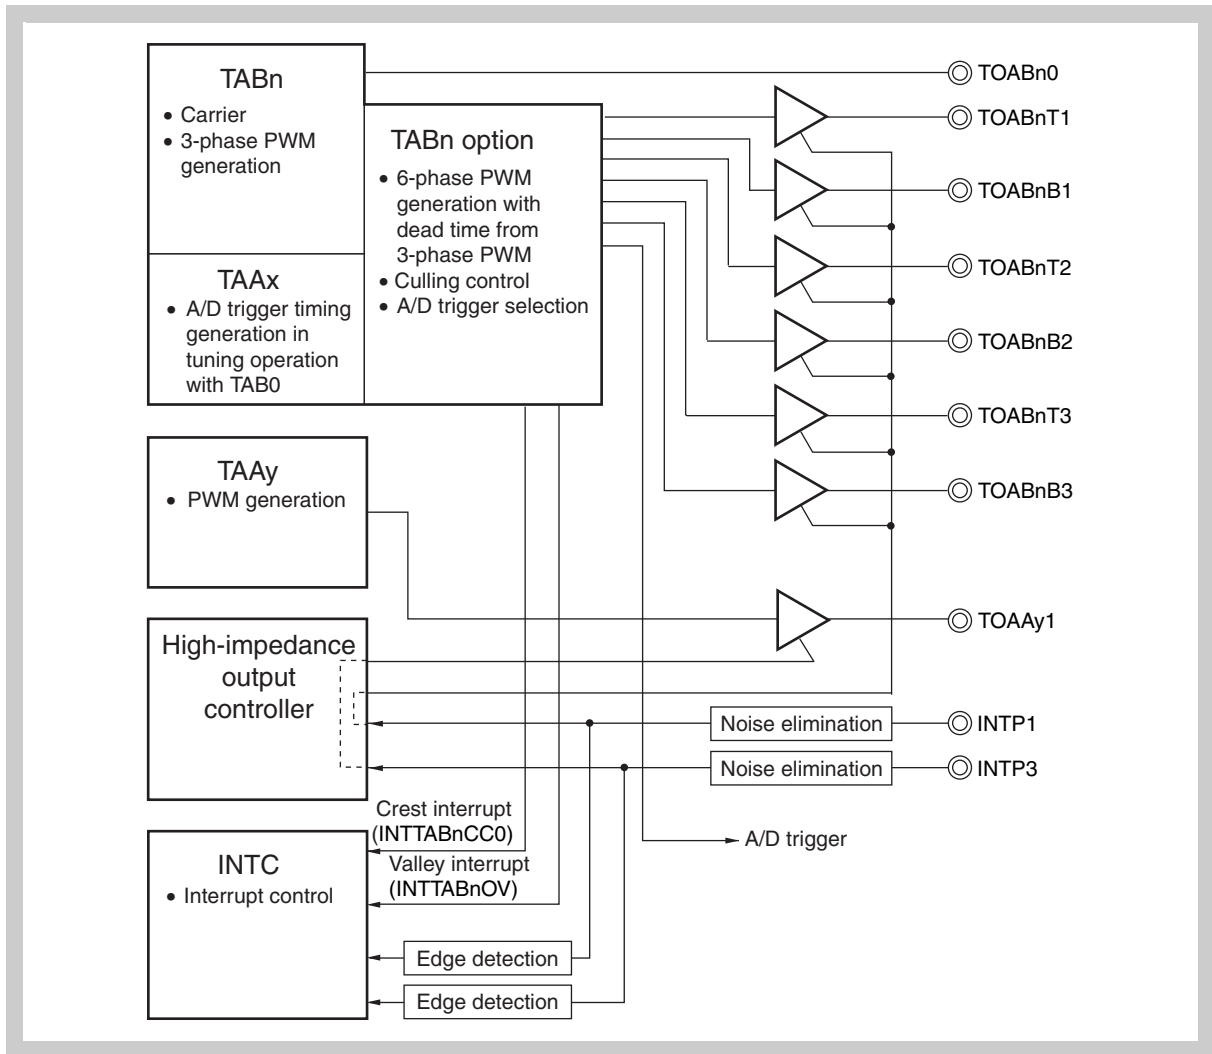 TABn
• Carrier
• 3-phase PWM
generation
TAAx
• A/D trigger timing
generation in
tuning operation
with TAB0
TABn option
• 6-phase PWM
generation with
dead time from
3-phase PWM
• Culling control
• A/D trigger selection
TOABn0
TOABnT1
TOABnB1
TOABnT2
TOABnB2
TOABnT3
TOABnB3
TAAy
• PWM generation
TOAAy1
High-impedance
output
controller
Noise elimination
INTP1
Noise elimination
INTP3
Crest interrupt
(INTTABnCC0)
A/D trigger
Valley interrupt
(INTTABnOV)
INTC
• Interrupt control
Edge detection
Edge detection